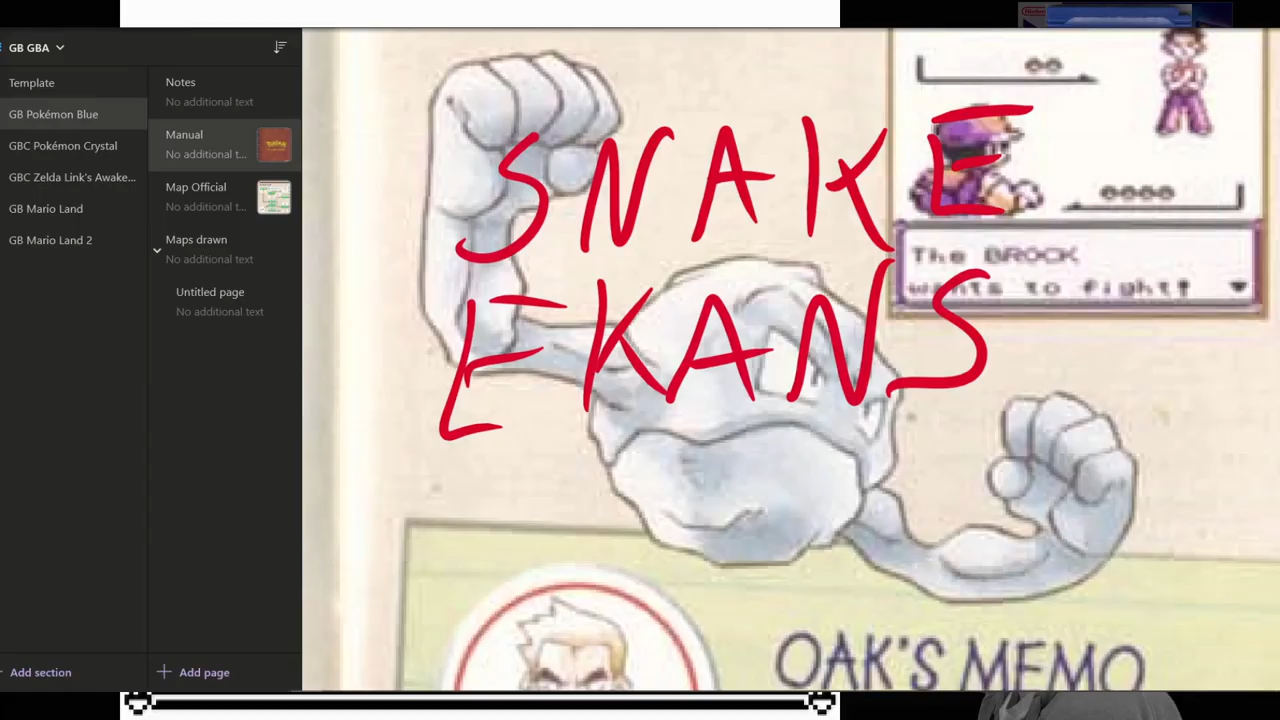 GB GBA
Template
GB Pokémon Blue
GBC Pokémon Crystal
GBC Zelda Link's Awake...
GB Mario Land
GB Mario Land 2
Add section
Notes
No additional text
Manual
No additional t...
Map Official
No additional t...
Maps drawn
No additional text
Untitled page
No additional text
Add page
SNAKE
EKANS
The BROCK
wants to fight!
OAK'S MEMO